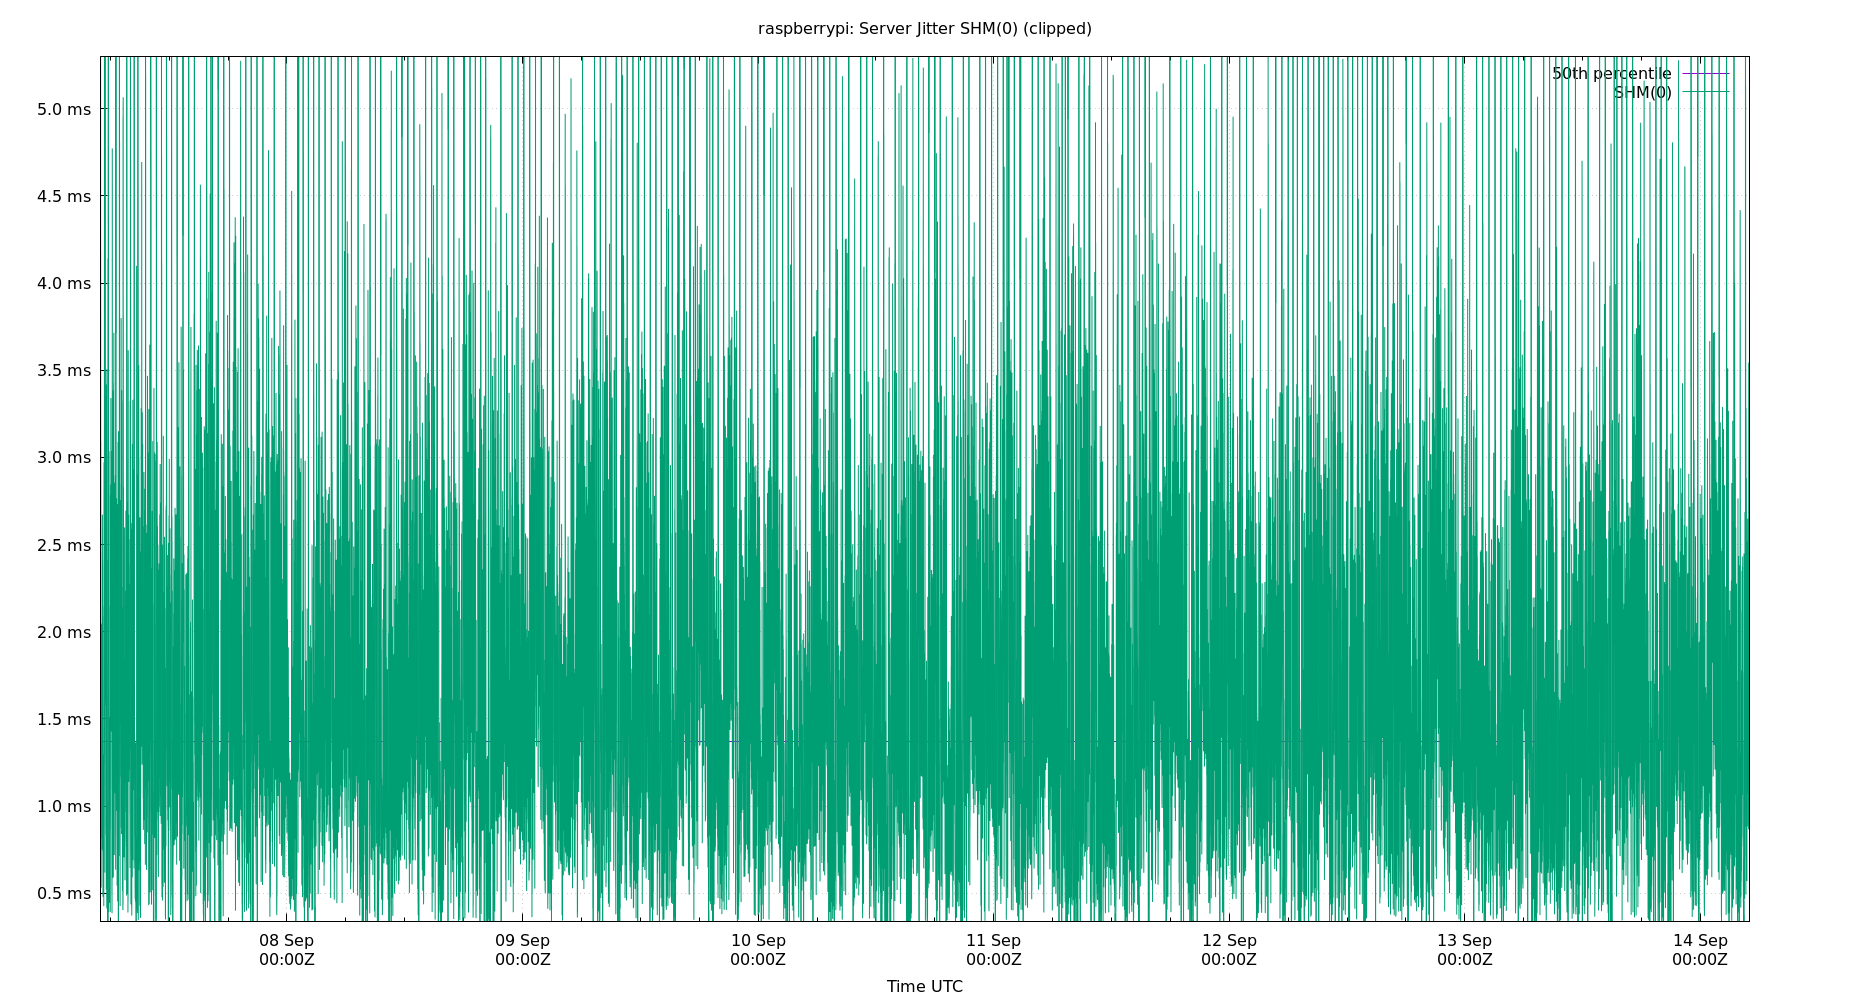 raspberrypi: Server Jitter SHM(0) (clipped)
50th percentile
SHM(0)
5.0 ms
4.5 ms
4.0 ms
3.5 ms
3.0 ms
2.5 ms
2.0 ms
1.5 ms
1.0 ms
0.5 ms
08 Sep 09 Sep 10 Sep 11 Sep 12 Sep 13 Sep 14 Sep
00:00Z 00:00Z 00:00Z 00:00Z 00:00Z 00:00Z 00:00Z
Time UTC